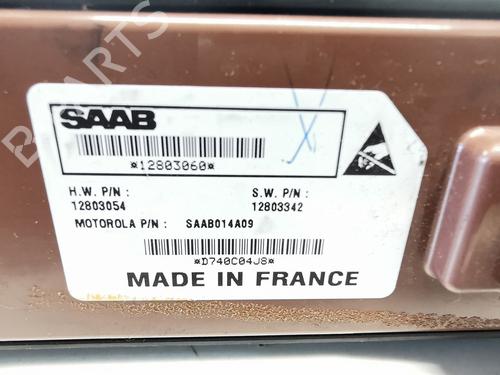 SAAB
*12803060*
H.W. P/N : S.W. P/N :
12803054 12803342
MOTOROLA P/N : SAAB014A09
*D740C04J8*
MADE IN FRANCE